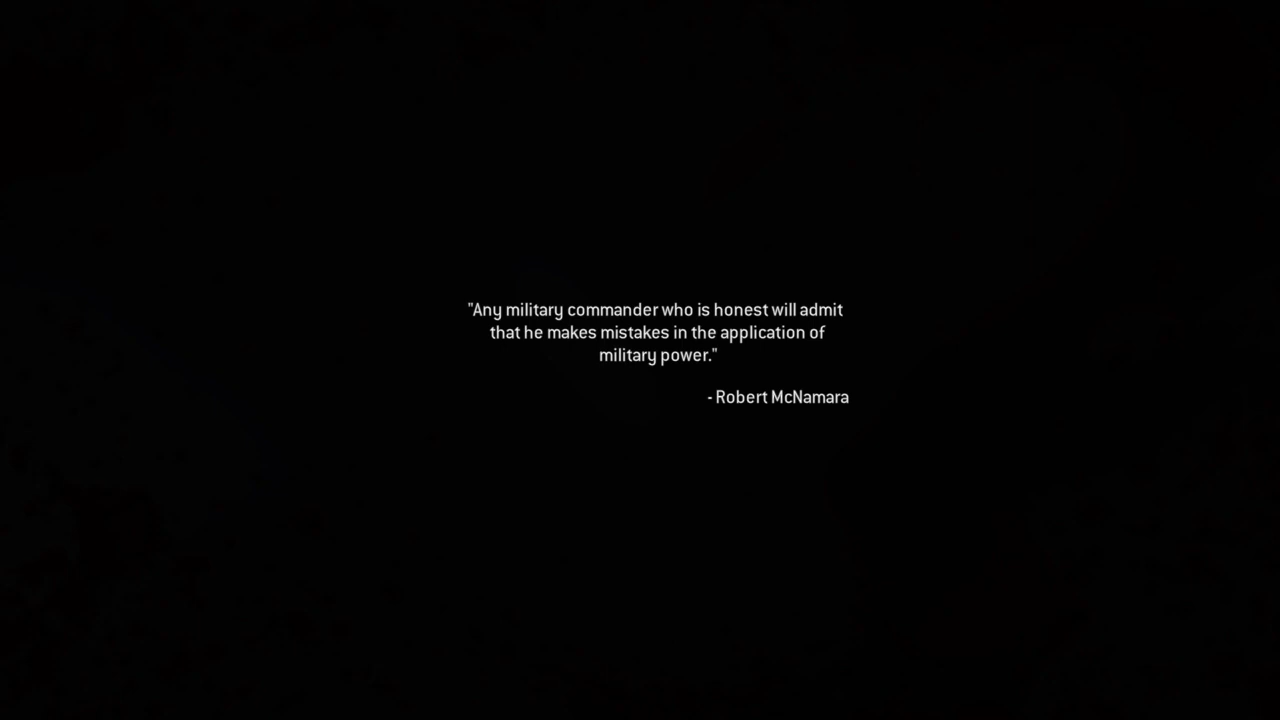 "Any military commander who is honest will admit
that he makes mistakes in the application of
military power."
- Robert McNamara